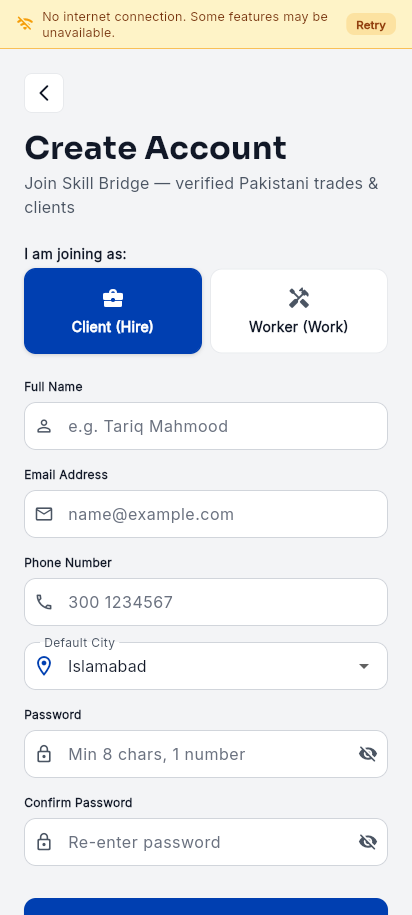 No internet connection. Some features may be
unavailable.
Retry
Create Account
Join Skill Bridge — verified Pakistani trades &
clients
I am joining as:
Client (Hire)
Worker (Work)
Full Name
e.g. Tariq Mahmood
Email Address
name@example.com
Phone Number
300 1234567
Default City
Islamabad
Password
Min 8 chars, 1 number
Confirm Password
Re-enter password